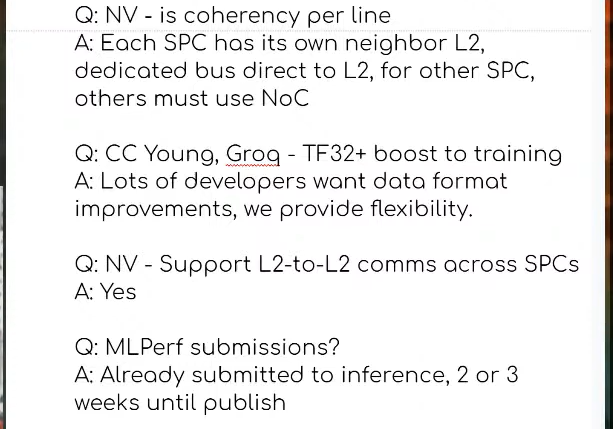 Q: NV - is coherency per line
A: Each SPC has its own neighbor L2,
dedicated bus direct to L2, for other SPC,
others must use NoC
Q: CC Young, Groq - TF32+ boost to training
A: Lots of developers want data format
improvements, we provide flexibility.
Q: NV - Support L2-to-L2 comms across SPCs
A: Yes
Q: MLPerf submissions?
A: Already submitted to inference, 2 or 3
weeks until publish